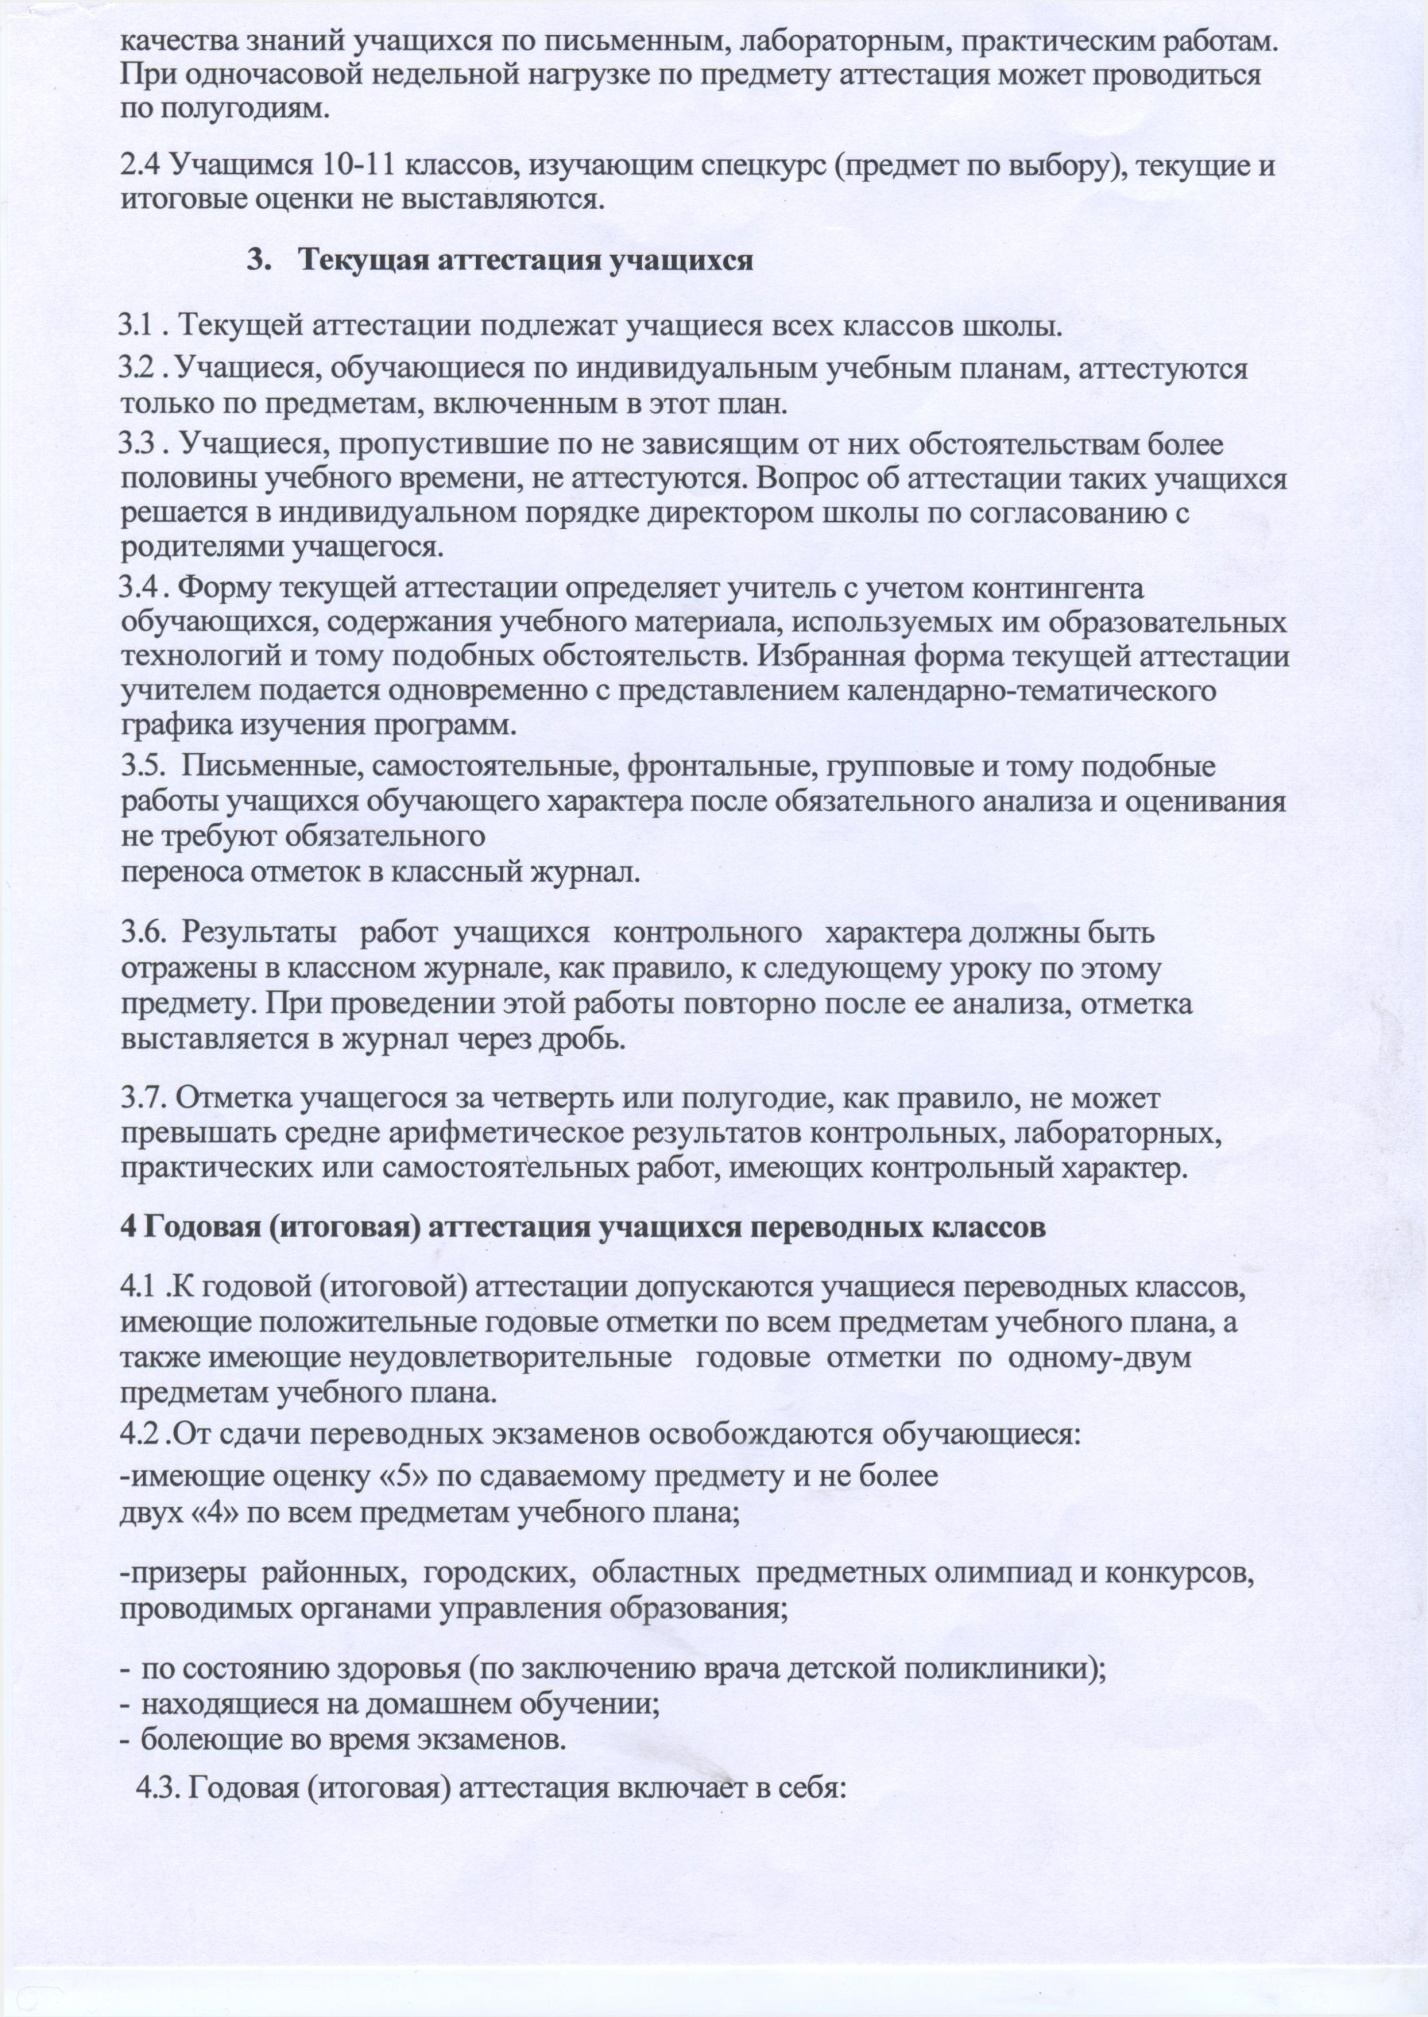 качества знаний учащихся по письменным, лабораторным, практическим работам.
При одночасовой недельной нагрузке по предмету аттестация может проводиться
по полугодиям.
2.4 Учащимся 10-11 классов, изучающим спецкурс (предмет по выбору), текущие и
итоговые оценки не выставляются.
3. Текущая аттестация учащихся
3.1 . Текущей аттестации подлежат учащиеся всех классов школы.
3.2 . Учащиеся, обучающиеся по индивидуальным учебным планам, аттестуются
только по предметам, включенным в этот план.
3.3 . Учащиеся, пропустившие по не зависящим от них обстоятельствам более
половины учебного времени, не аттестуются. Вопрос об аттестации таких учащихся
решается в индивидуальном порядке директором школы по согласованию с
родителями учащегося.
3.4 . Форму текущей аттестации определяет учитель с учетом контингента
обучающихся, содержания учебного материала, используемых им образовательных
технологий и тому подобных обстоятельств. Избранная форма текущей аттестации
учителем подается одновременно с представлением календарно-тематического
графика изучения программ.
3.5. Письменные, самостоятельные, фронтальные, групповые и тому подобные
работы учащихся обучающего характера после обязательного анализа и оценивания
не требуют обязательного
переноса отметок в классный журнал.
3.6. Результаты работ учащихся контрольного характера должны быть
отражены в классном журнале, как правило, к следующему уроку по этому
предмету. При проведении этой работы повторно после ее анализа, отметка
выставляется в журнал через дробь.
3.7. Отметка учащегося за четверть или полугодие, как правило, не может
превышать средне арифметическое результатов контрольных, лабораторных,
практических или самостоятельных работ, имеющих контрольный характер.
4 Годовая (итоговая) аттестация учащихся переводных классов
4.1 .К годовой (итоговой) аттестации допускаются учащиеся переводных классов,
имеющие положительные годовые отметки по всем предметам учебного плана, а
также имеющие неудовлетворительные годовые отметки по одному-двум
предметам учебного плана.
4.2 .От сдачи переводных экзаменов освобождаются обучающиеся:
-имеющие оценку «5» по сдаваемому предмету и не более
двух «4» по всем предметам учебного плана;
-призеры районных, городских, областных предметных олимпиад и конкурсов,
проводимых органами управления образования;
- по состоянию здоровья (по заключению врача детской поликлиники);
- находящиеся на домашнем обучении;
- болеющие во время экзаменов.
4.3. Годовая (итоговая) аттестация включает в себя: